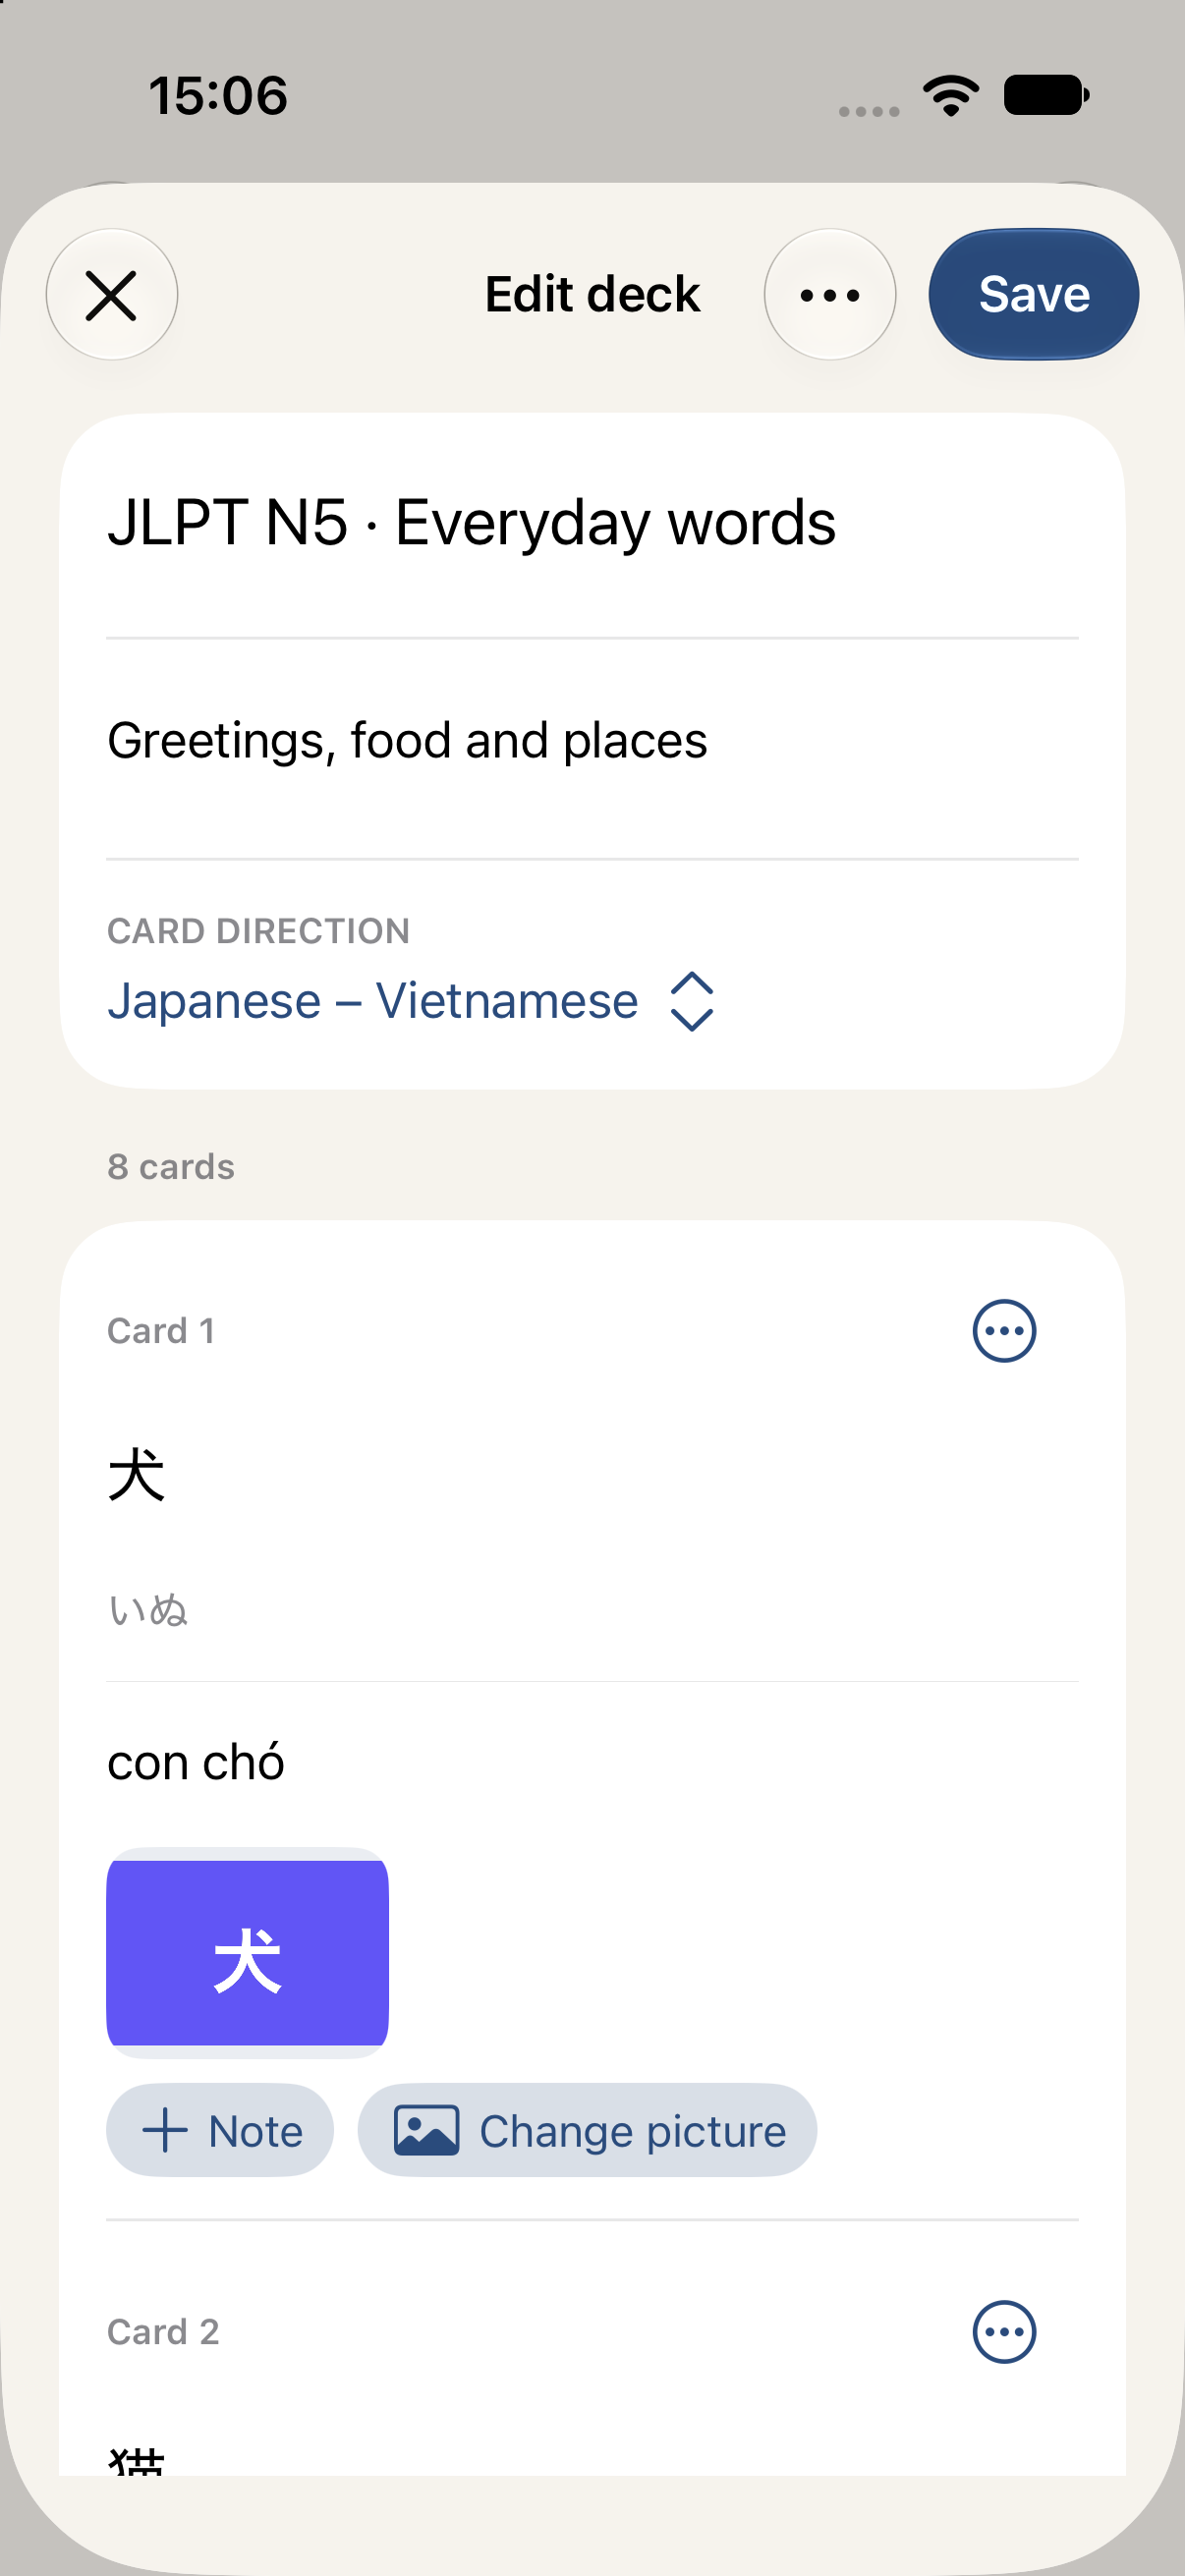 15:06
Edit deck
Save
JLPT N5 · Everyday words
Greetings, food and places
CARD DIRECTION
Japanese – Vietnamese
8 cards
Card 1
犬
いぬ
con chó
犬
Note
Change picture
Card 2
猫